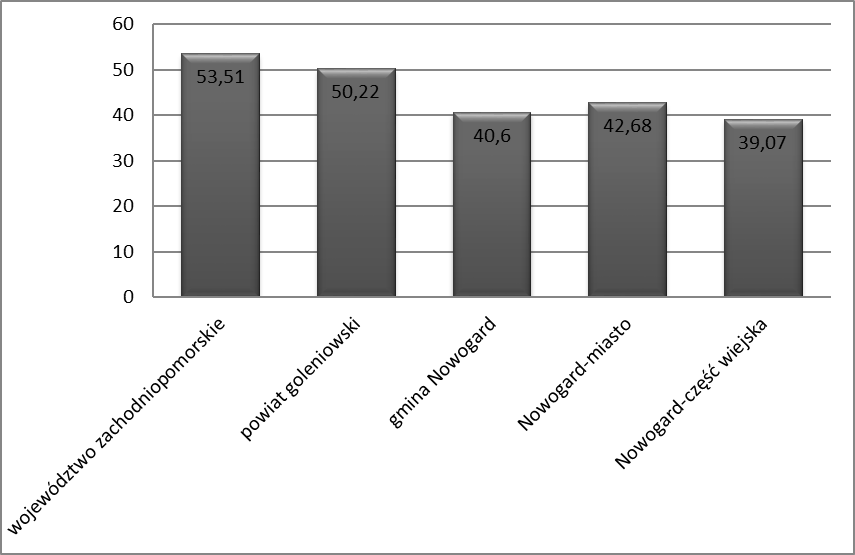 60
50
40
30
20
10
0
53,51
50,22
40,6
42,68
39,07
województwo zachodniopomorskie
powiat goleniowski
gmina Nowogard
Nowogard-miasto
Nowogard-część wiejska